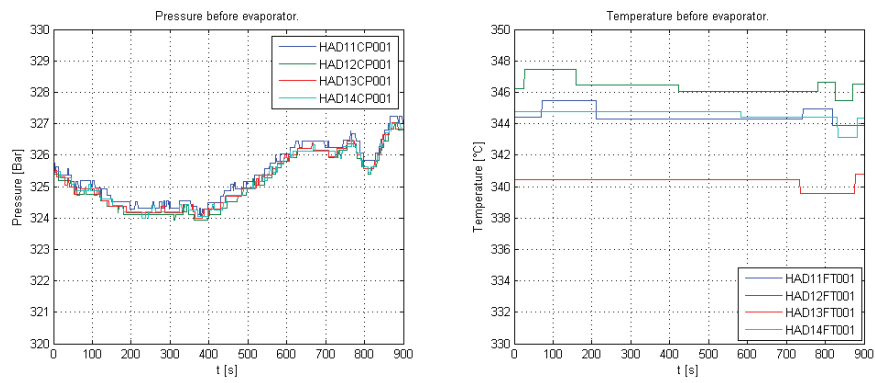 Pressure before evaporator.
330
329
328
327
326
325
324
323
322
321
320
Pressure [Bar]
0 100 200 300 400 500 600 700 800 900
t [s]
HAD11CP001
HAD12CP001
HAD13CP001
HAD14CP001
Temperature before evaporator.
350
348
346
344
342
340
338
336
334
332
330
Temperature [°C]
0 100 200 300 400 500 600 700 800 900
t [s]
HAD11FT001
HAD12FT001
HAD13FT001
HAD14FT001